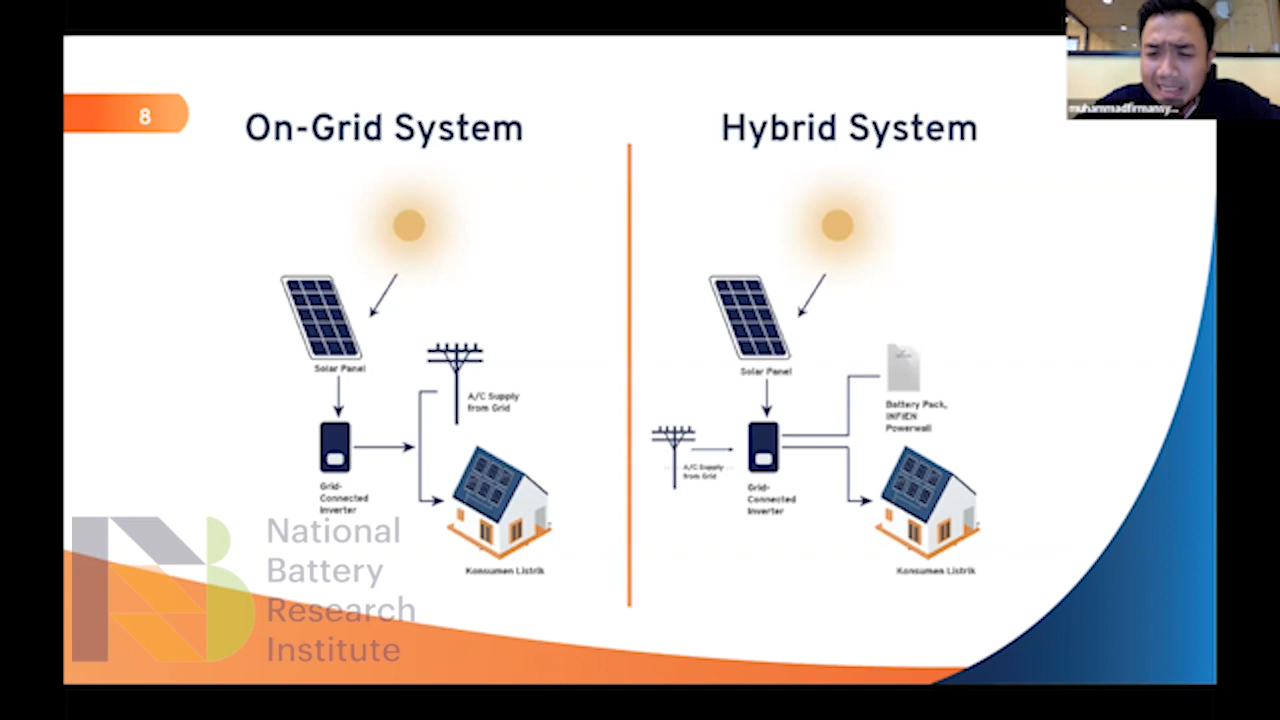 8
On-Grid System
Solar Panel
A/C Supply
from Grid
Grid-
Connected
Inverter
Konsumen Listrik
Hybrid System
Solar Panel
Battery Pack,
INFIEN
Powerwall
A/C Supply
from Grid
Grid-
Connected
Inverter
Konsumen Listrik
National
Battery
Research
Institute
muhammadfirmansy...